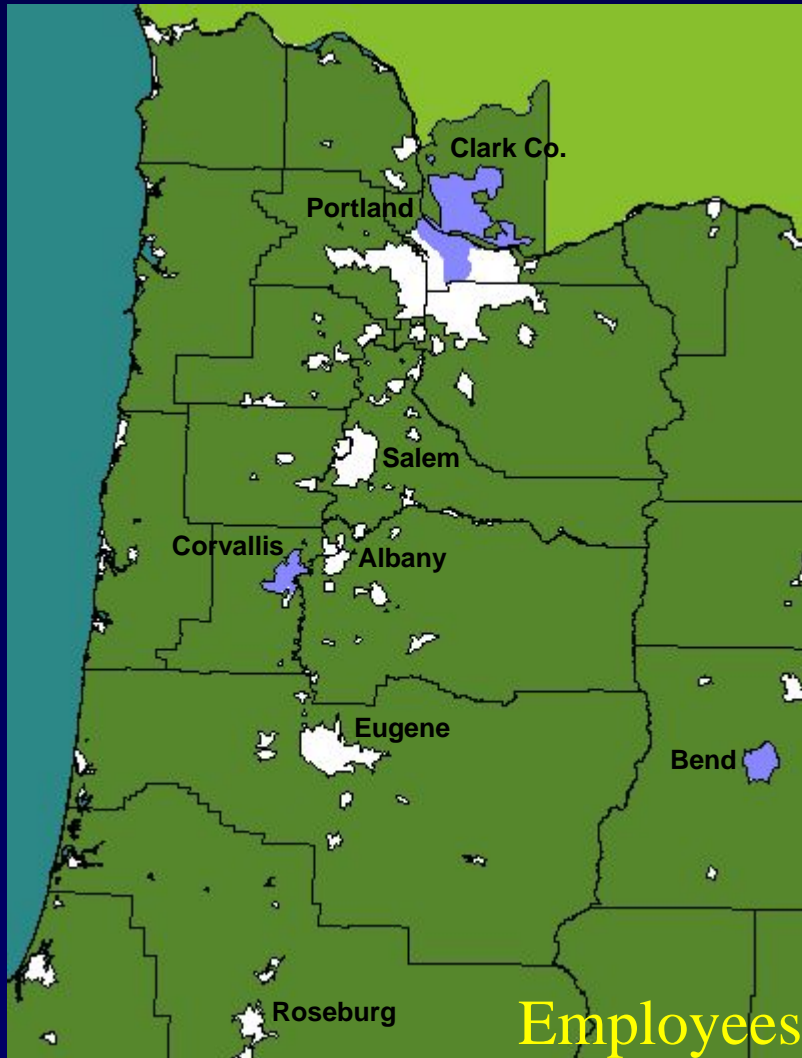 Clark Co.
Portland
Salem
Corvallis
Albany
Eugene
Bend
Roseburg
Employees